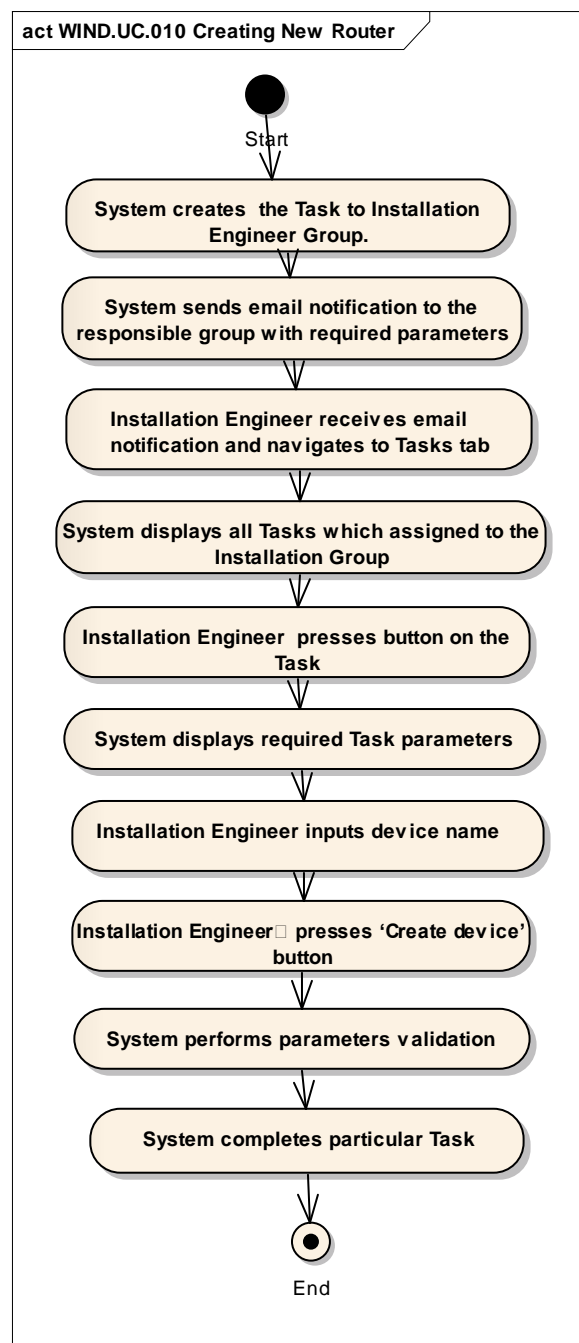 act WIND.UC.010 Creating New Router
Start
System creates the Task to Installation
Engineer Group.
System sends email notification to the
responsible group with required parameters
Installation Engineer receives email
notification and navigates to Tasks tab
System displays all Tasks which assigned to the
Installation Group
Installation Engineer presses button on the
Task
System displays required Task parameters
Installation Engineer inputs device name
Installation Engineer□ presses ‘Create device’
button
System performs parameters validation
System completes particular Task
End